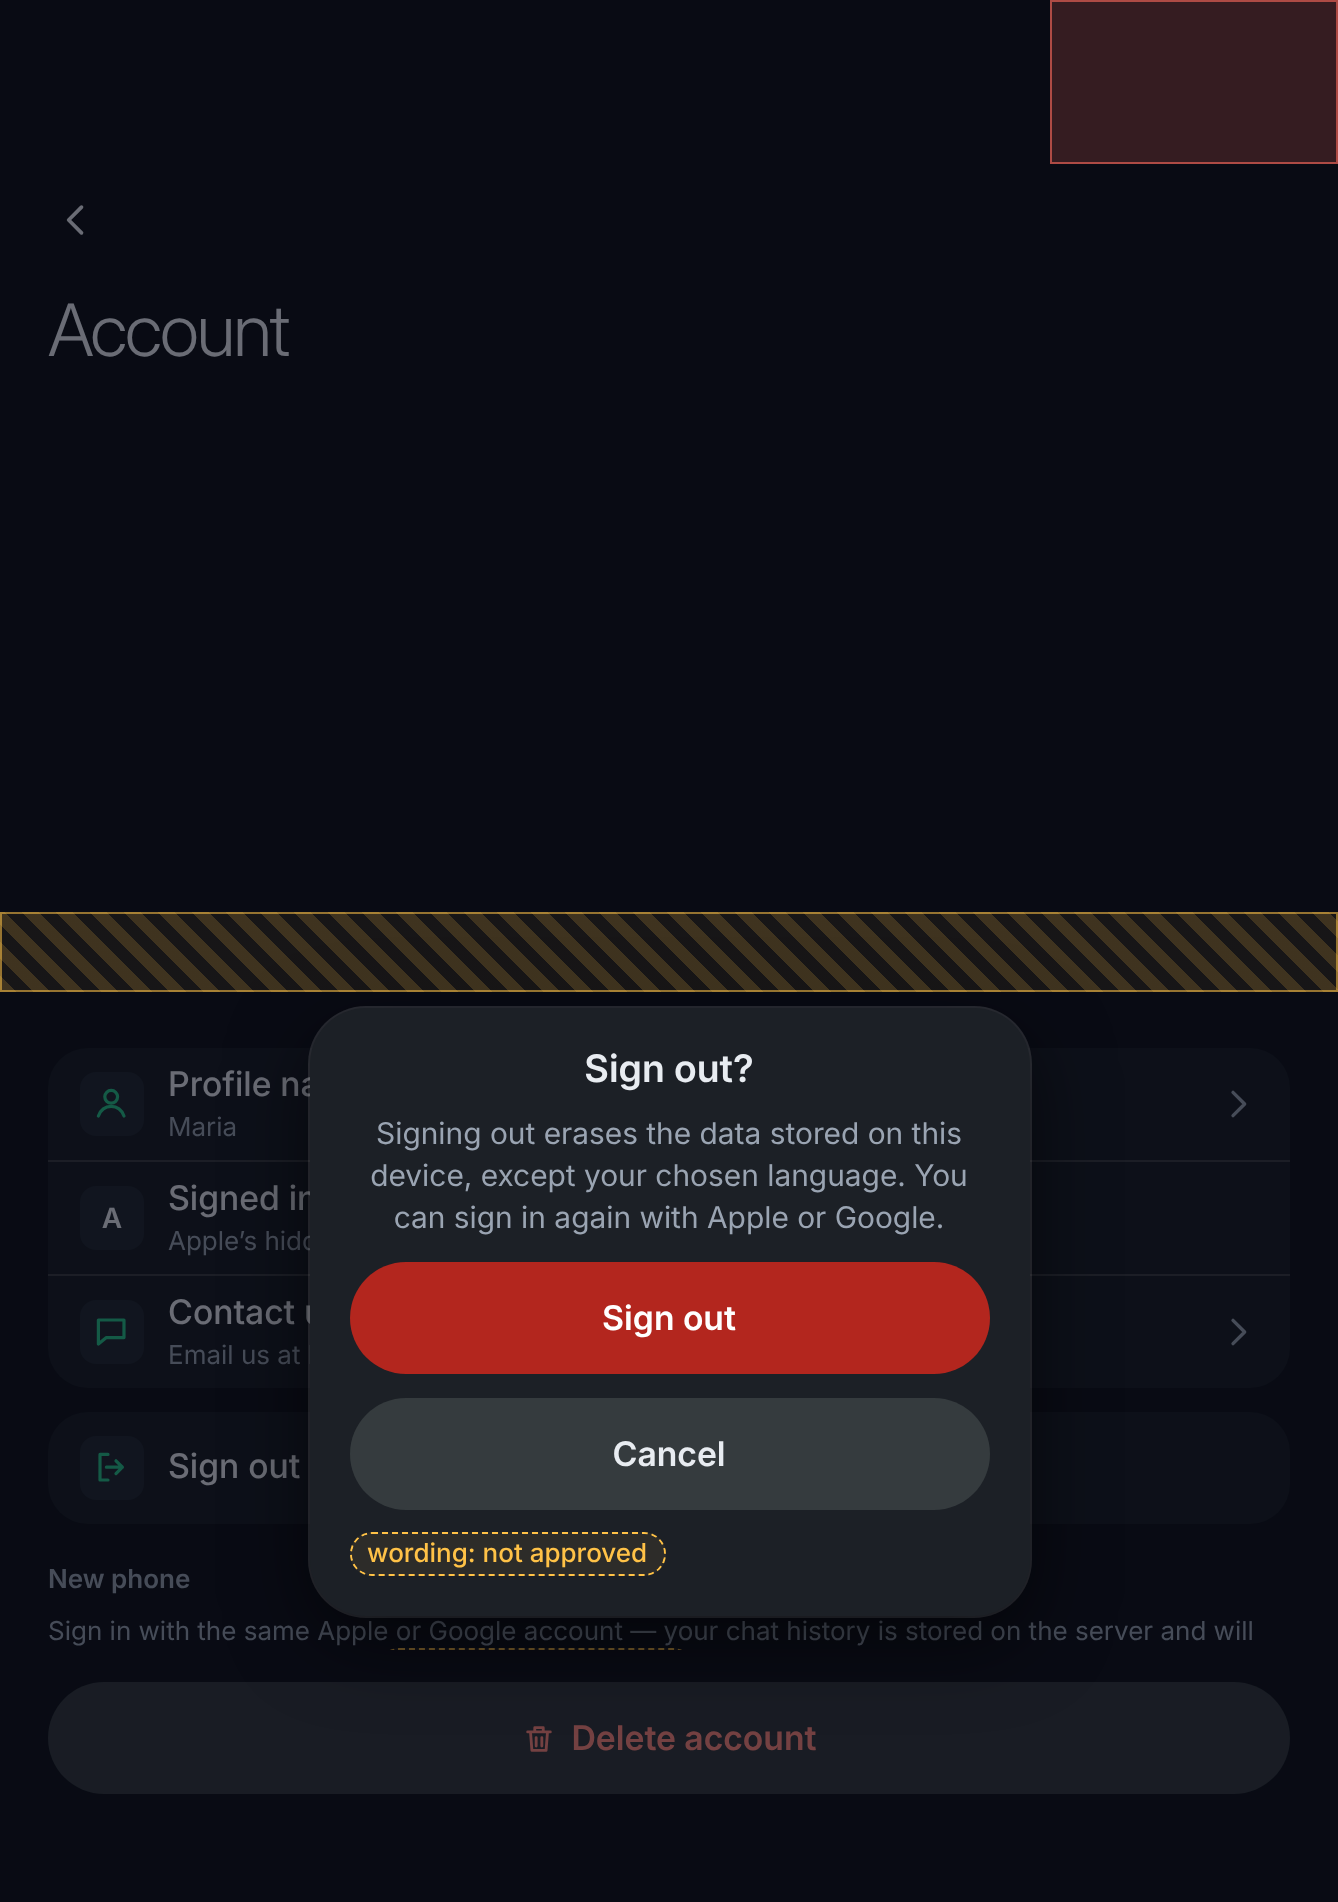 Account
Sign out?
Signing out erases the data stored on this
device, except your chosen language. You
can sign in again with Apple or Google.
Sign out
Cancel
wording: not approved
Profile
Maria
A
Signed
Apple’s
Contact
Email us at
Sign out
New phone
Sign in with the same Apple or Google account — your chat history is stored on the server and will
Delete account